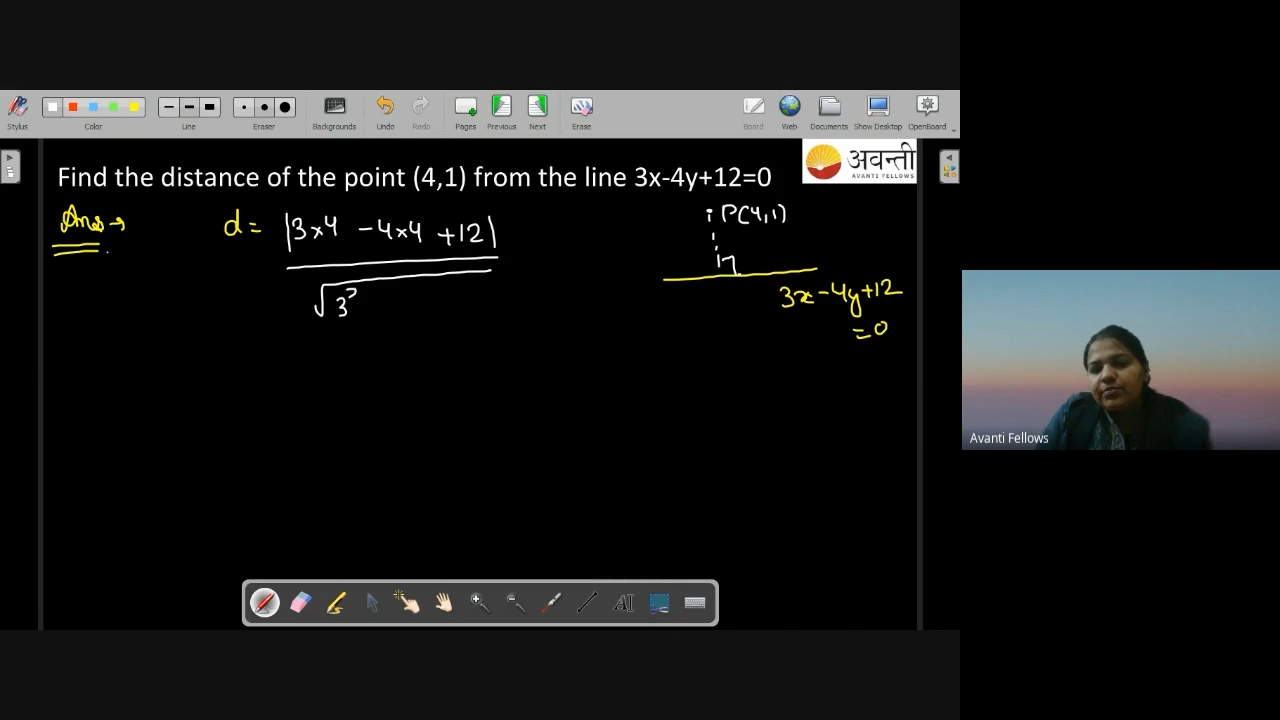 Stylus
Color
Line
Eraser
Backgrounds
Undo
Redo
Pages
Previous
Next
Erase
Board
Web
Documents
Show Desktop
OpenBoard
Find the distance of the point (4,1) from the line 3x-4y+12=0
अवन्ती
AVANTI FELLOWS
Ans →
d = |3×4 -4×4 +12|
√3²
P(4,1)
3x-4y+12
=0
AI
Avanti Fellows